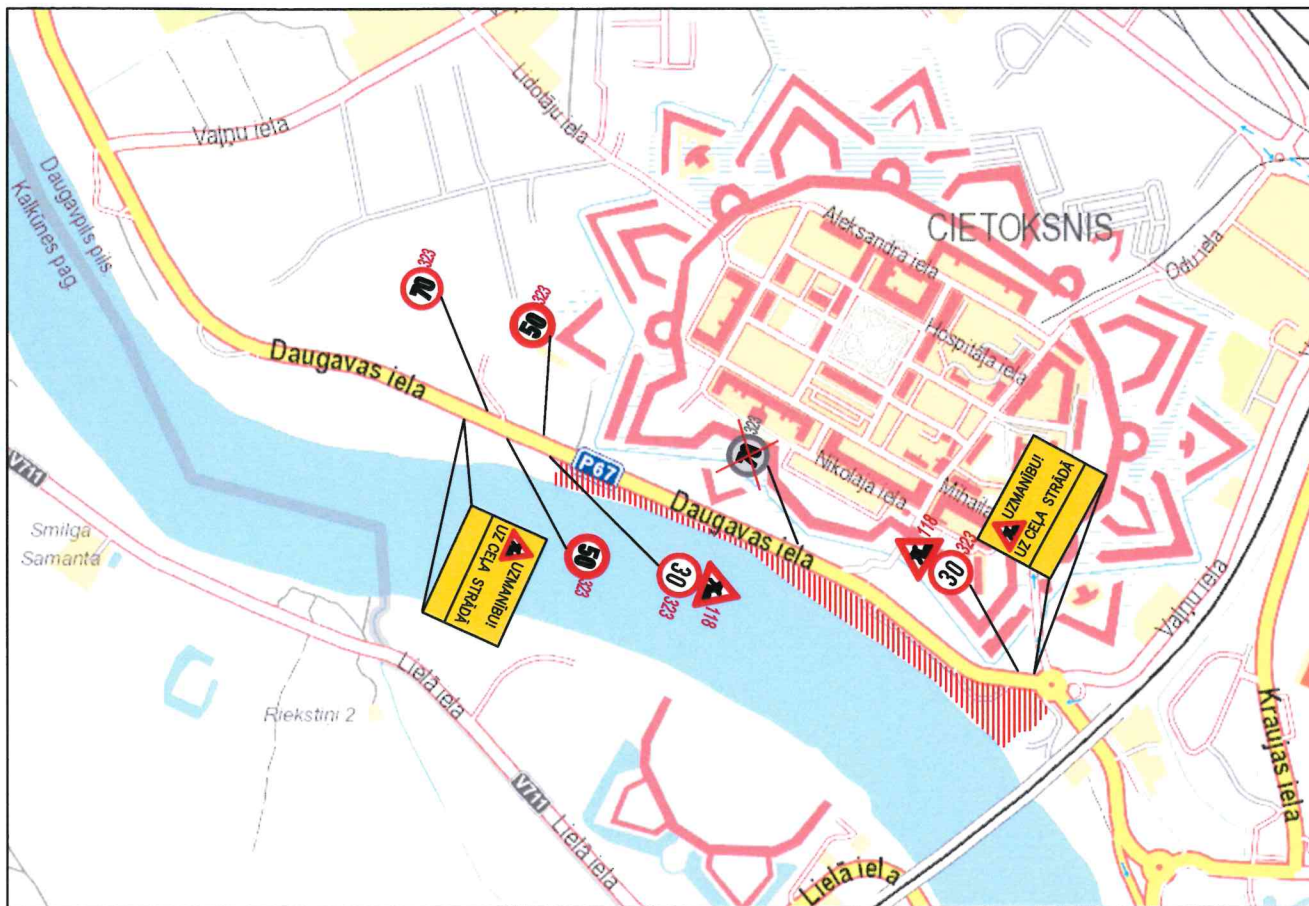 Vaļņu iela
Lidotāju iela
Daugavpils pils
Kalkūnes pag.
CIETOKSNIS
Aleksandra iela
Odu iela
Hospitāļa iela
70
323
50
323
Daugavas iela
P67
323
Nikolaja iela
Mihaila
UZMANĪBU!
UZ CEĻA STRĀDĀ
118
30
323
Daugavas iela
V711
Smilga
Samanta
UZMANĪBU!
UZ CEĻA STRĀDĀ
50
323
30
323
118
Vaļņu iela
Lielā iela
Riekstiņi 2
Kraujas iela
V711
Lielā iela
Lielā iela